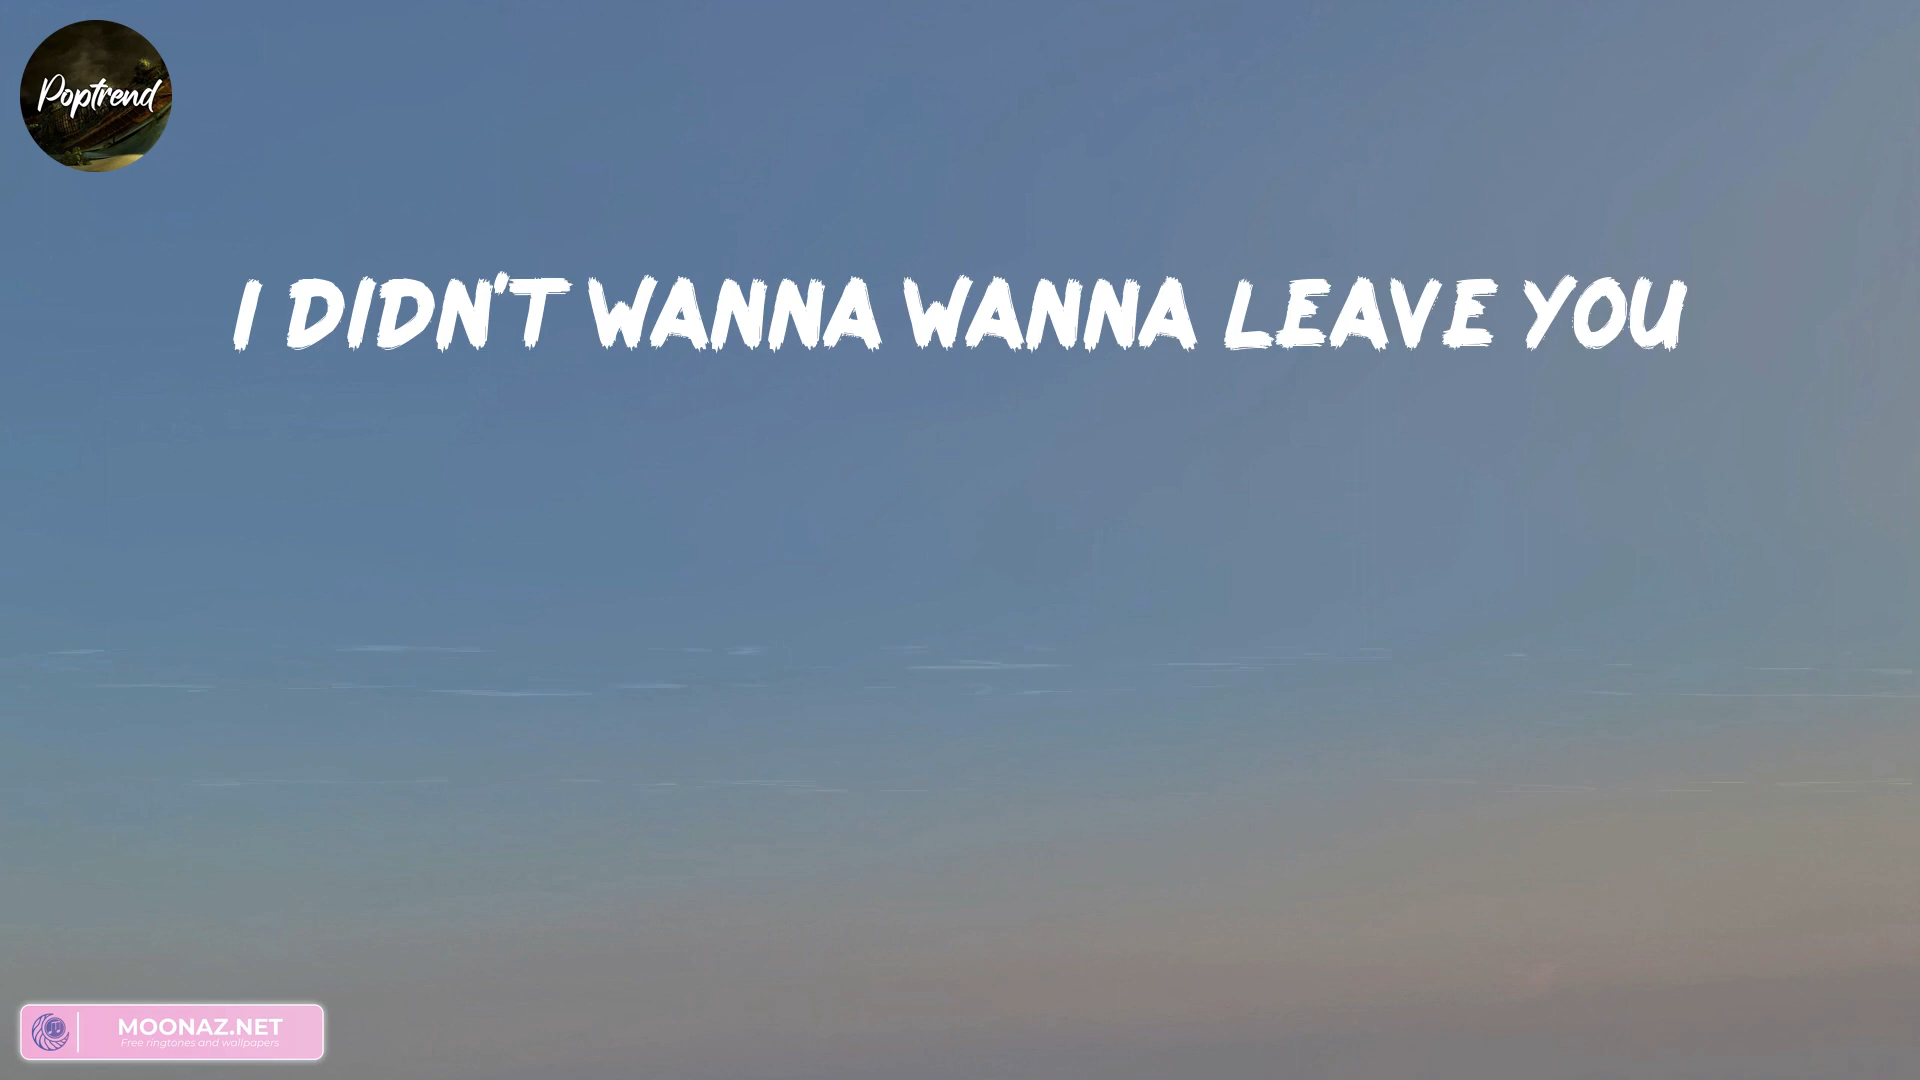 Poptrend
I DIDN'T WANNA WANNA LEAVE YOU
MOONAZ.NET
Free ringtones and wallpapers